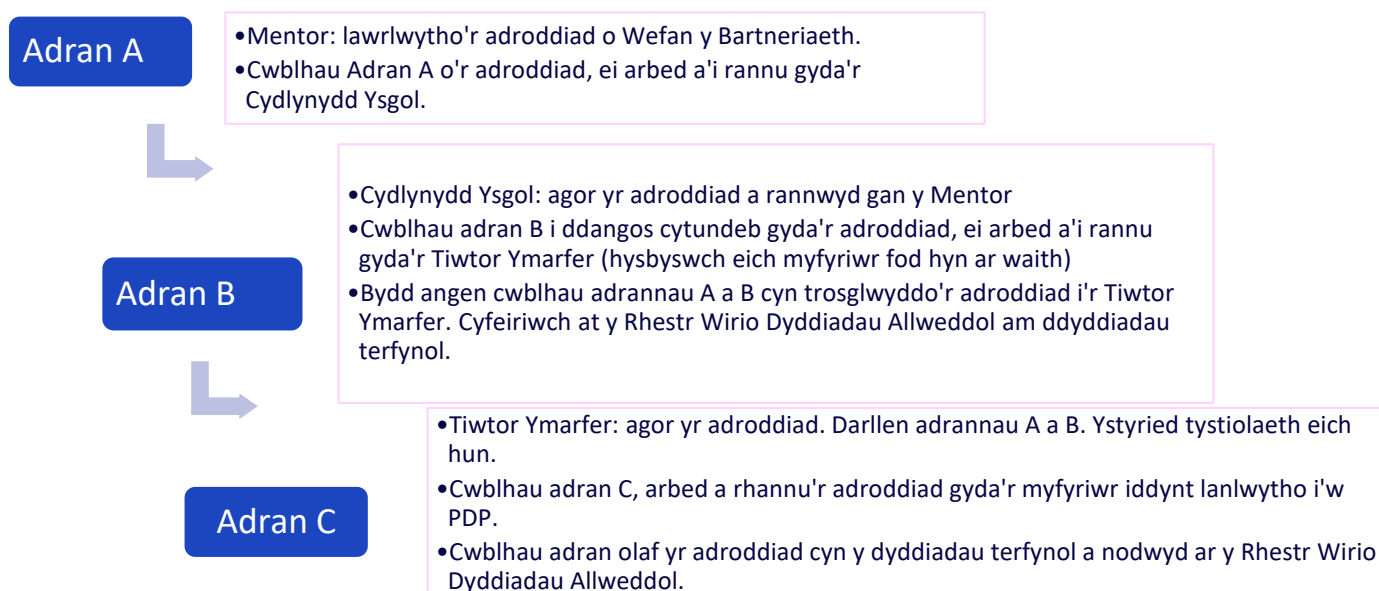 Adran A
•Mentor: lawrlwytho'r adroddiad o Wefan y Bartneriaeth.
•Cwblhau Adran A o'r adroddiad, ei arbed a'i rannu gyda'r
Cydlynydd Ysgol.
Adran B
•Cydlynydd Ysgol: agor yr adroddiad a rannwyd gan y Mentor
•Cwblhau adran B i ddangos cytundeb gyda'r adroddiad, ei arbed a'i rannu
gyda'r Tiwtor Ymarfer (hysbyswch eich myfyriwr fod hyn ar waith)
•Bydd angen cwblhau adrannau A a B cyn trosglwyddo'r adroddiad i'r Tiwtor
Ymarfer. Cyfeiriwch at y Rhestr Wirio Dyddiadau Allweddol am ddyddiadau
terfynol.
Adran C
•Tiwtor Ymarfer: agor yr adroddiad. Darllen adrannau A a B. Ystyried tystiolaeth eich
hun.
•Cwblhau adran C, arbed a rhannu'r adroddiad gyda'r myfyriwr iddynt lanlwytho i'w
PDP.
•Cwblhau adran olaf yr adroddiad cyn y dyddiadau terfynol a nodwyd ar y Rhestr Wirio
Dyddiadau Allweddol.